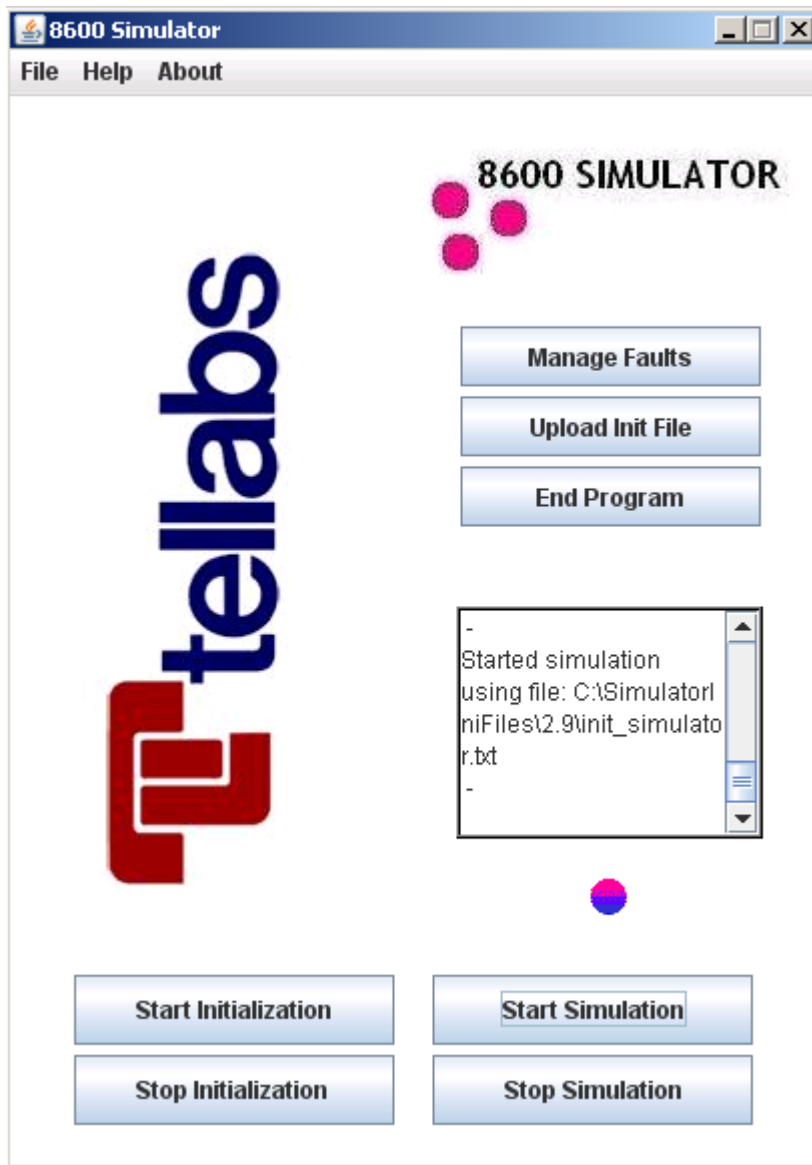 8600 Simulator
File Help About
8600 SIMULATOR
tellabs
Manage Faults
Upload Init File
End Program
-
Started simulation
using file: C:\SimulatorI
niFiles\2.9\init_simulato
r.txt
-
Start Initialization
Start Simulation
Stop Initialization
Stop Simulation